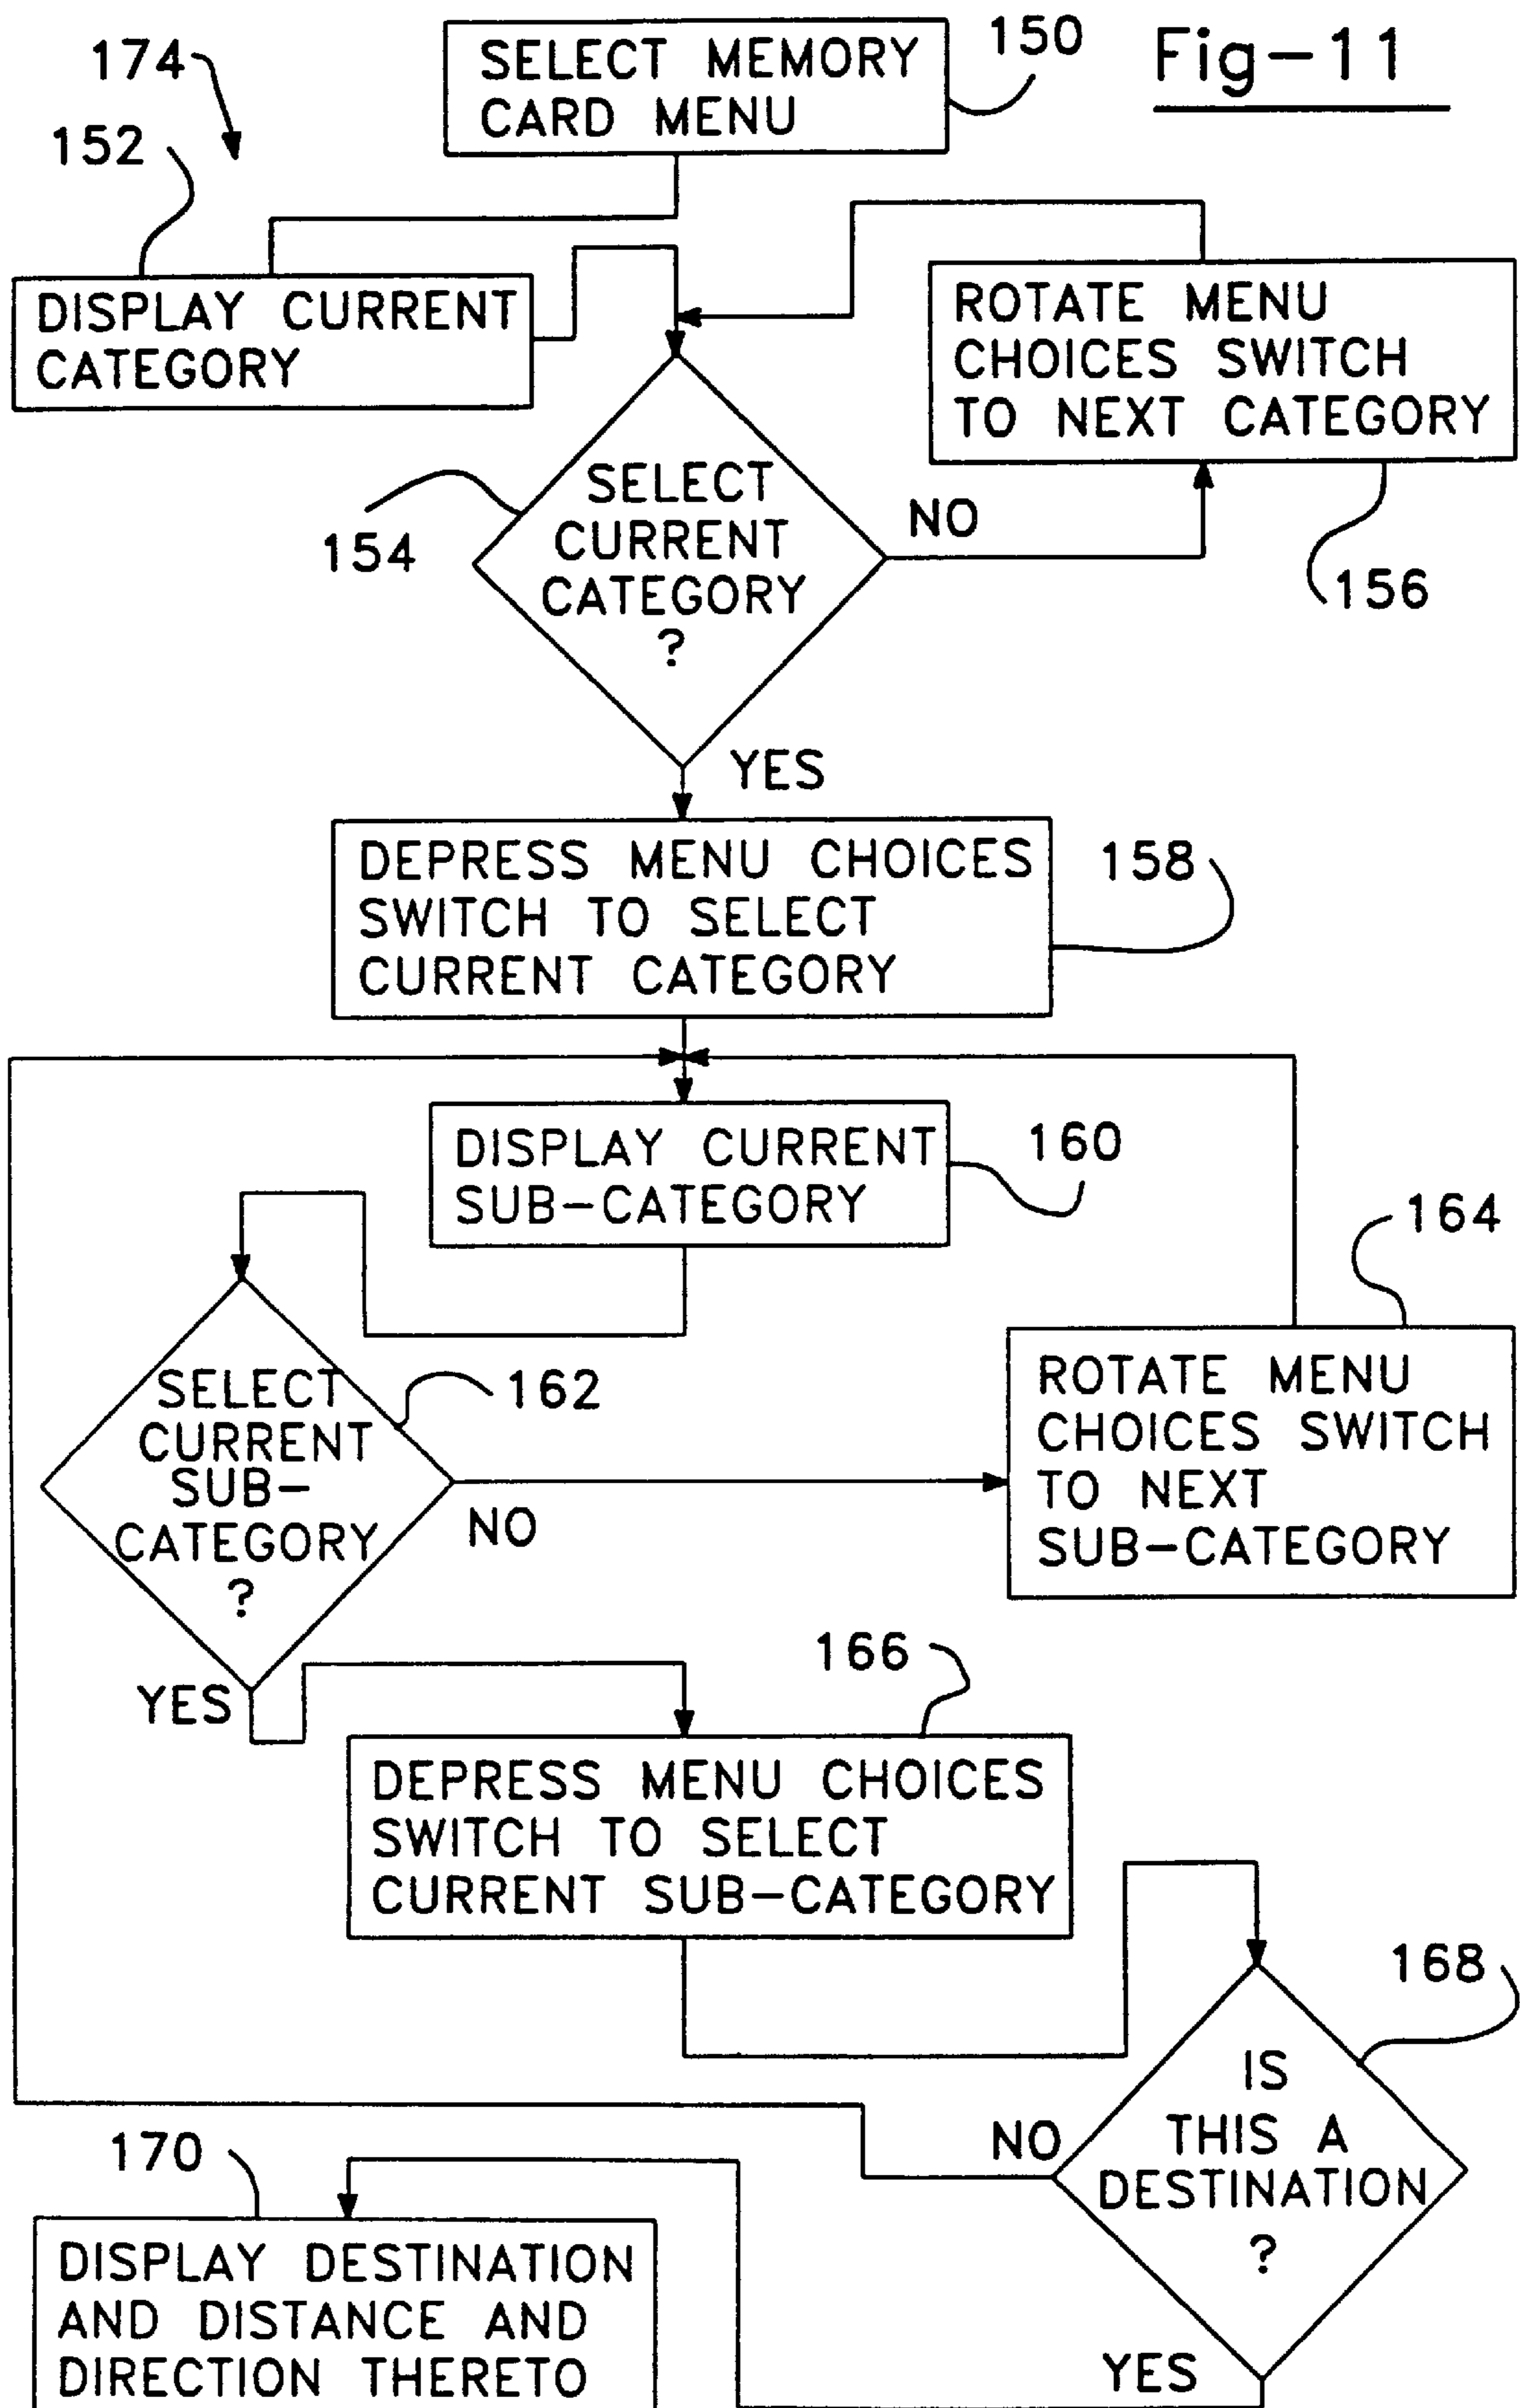 174
SELECT MEMORY
CARD MENU
150
Fig-11
152
DISPLAY CURRENT
CATEGORY
ROTATE MENU
CHOICES SWITCH
TO NEXT CATEGORY
154
SELECT
CURRENT
CATEGORY
?
NO
156
YES
DEPRESS MENU CHOICES
SWITCH TO SELECT
CURRENT CATEGORY
158
DISPLAY CURRENT
SUB-CATEGORY
160
164
SELECT
CURRENT
SUB-
CATEGORY
?
162
NO
ROTATE MENU
CHOICES SWITCH
TO NEXT
SUB-CATEGORY
YES
166
DEPRESS MENU CHOICES
SWITCH TO SELECT
CURRENT SUB-CATEGORY
168
IS
THIS A
DESTINATION
?
NO
170
DISPLAY DESTINATION
AND DISTANCE AND
DIRECTION THERETO
YES